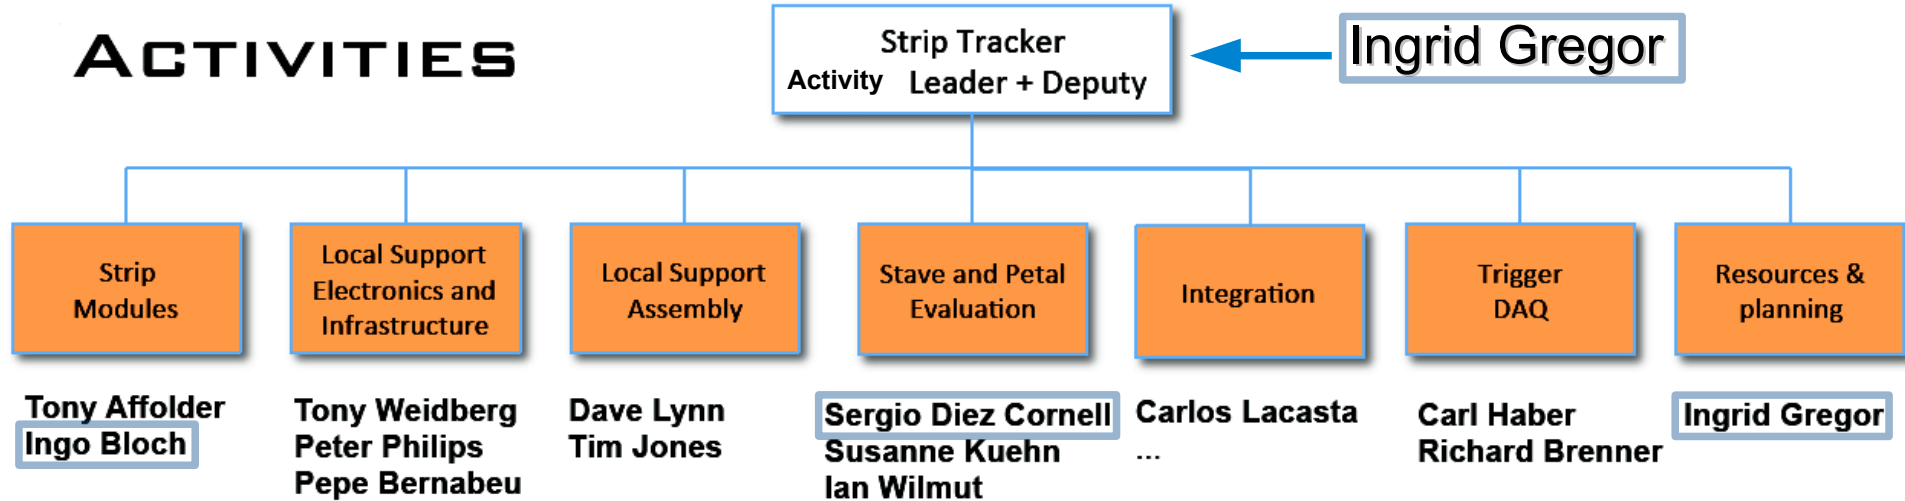 ACTIVITIES
Strip Tracker
Activity Leader + Deputy
Ingrid Gregor
Strip
Modules
Local Support
Electronics and
Infrastructure
Local Support
Assembly
Stave and Petal
Evaluation
Integration
Trigger
DAQ
Resources &
planning
Tony Affolder
Ingo Bloch
Tony Weidberg
Peter Philips
Pepe Bernabeu
Dave Lynn
Tim Jones
Sergio Diez Cornell
Susanne Kuehn
Ian Wilmut
Carlos Lacasta
...
Carl Haber
Richard Brenner
Ingrid Gregor